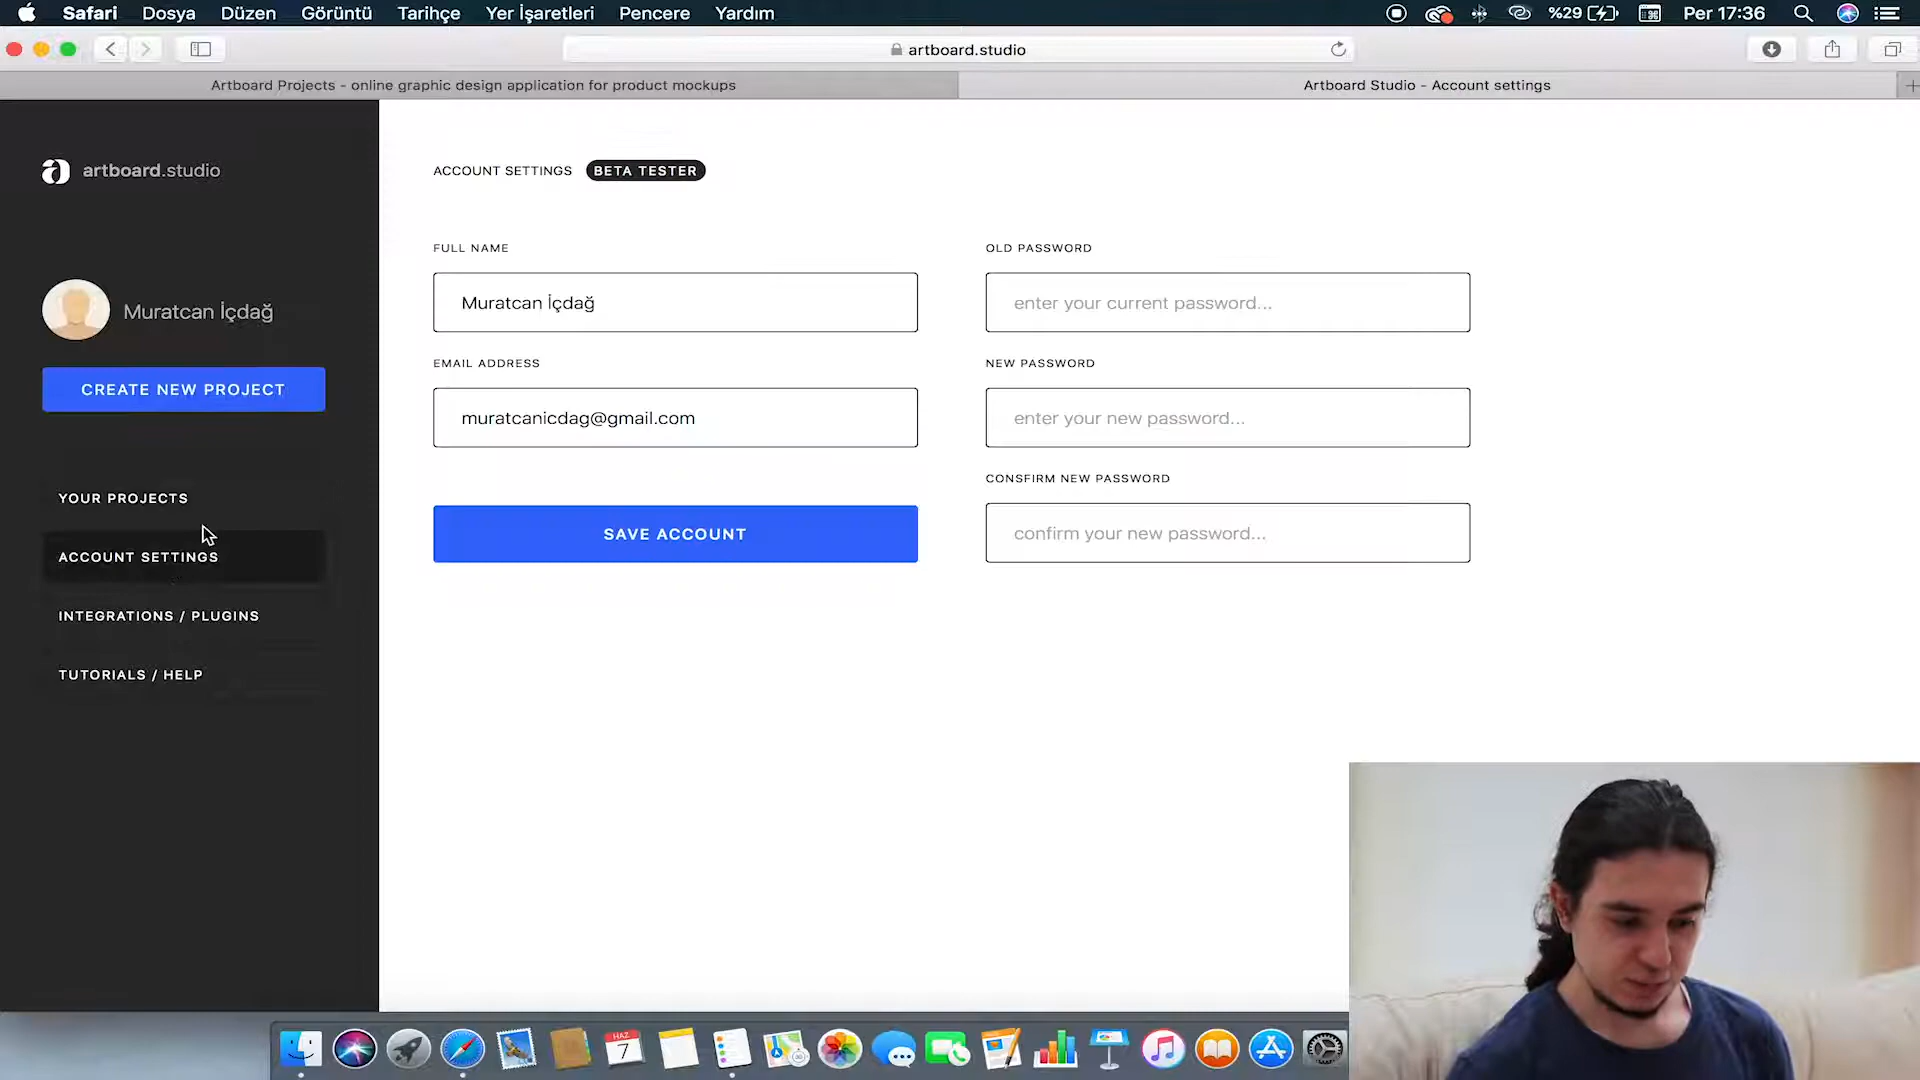 Safari Dosya Düzen Görüntü Tarihçe Yer İşaretleri Pencere Yardım %29 Per 17:36
artboard.studio
Artboard Projects - online graphic design application for product mockups
Artboard Studio - Account settings
artboard.studio
Muratcan İçdağ
CREATE NEW PROJECT
YOUR PROJECTS
ACCOUNT SETTINGS
INTEGRATIONS / PLUGINS
TUTORIALS / HELP
ACCOUNT SETTINGS BETA TESTER
FULL NAME
Muratcan İçdağ
EMAIL ADDRESS
muratcanicdag@gmail.com
SAVE ACCOUNT
OLD PASSWORD
enter your current password...
NEW PASSWORD
enter your new password...
CONSFIRM NEW PASSWORD
confirm your new password...
HAZ
7